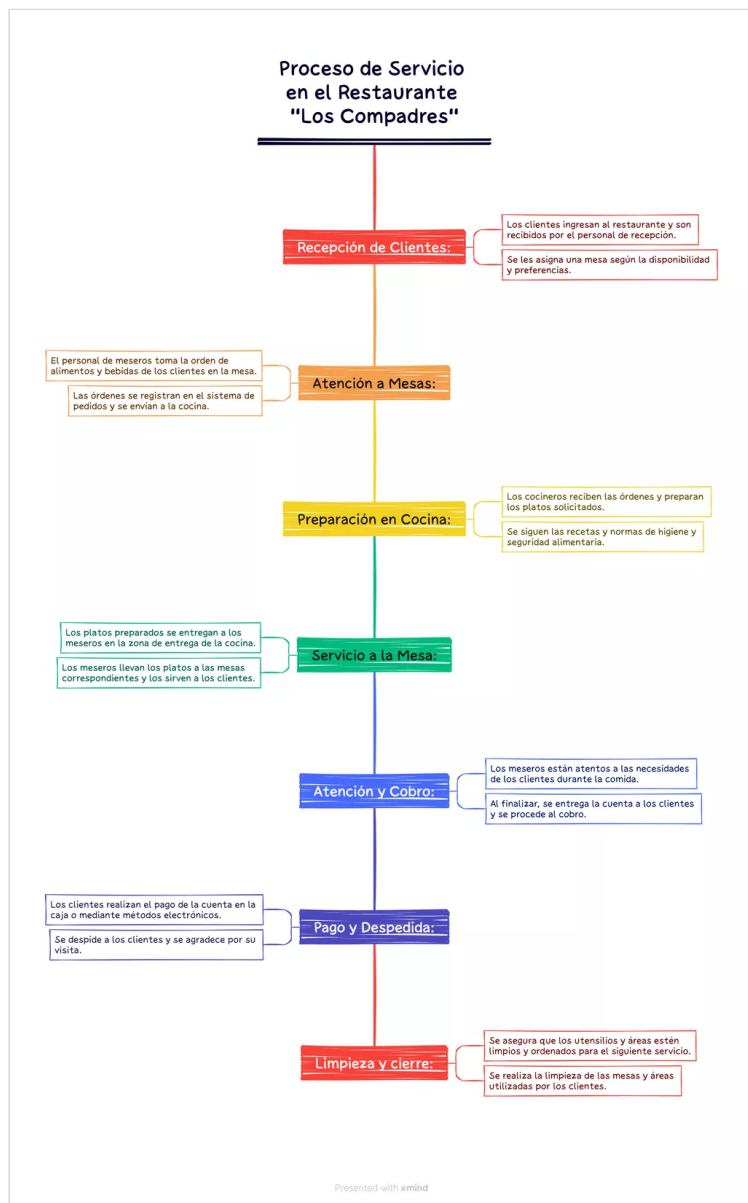 Proceso de Servicio
en el Restaurante
"Los Compadres"
Recepción de Clientes:
Los clientes ingresan al restaurante y son
recibidos por el personal de recepción.
Se les asigna una mesa según la disponibilidad
y preferencias.
El personal de meseros toma la orden de
alimentos y bebidas de los clientes en la mesa.
Las órdenes se registran en el sistema de
pedidos y se envían a la cocina.
Atención a Mesas:
Preparación en Cocina:
Los cocineros reciben las órdenes y preparan
los platos solicitados.
Se siguen las recetas y normas de higiene y
seguridad alimentaria.
Los platos preparados se entregan a los
meseros en la zona de entrega de la cocina.
Los meseros llevan los platos a las mesas
correspondientes y los sirven a los clientes.
Servicio a la Mesa:
Atención y Cobro:
Los meseros están atentos a las necesidades
de los clientes durante la comida.
Al finalizar, se entrega la cuenta a los clientes
y se procede al cobro.
Los clientes realizan el pago de la cuenta en la
caja o mediante métodos electrónicos.
Se despide a los clientes y se agradece por su
visita.
Pago y Despedida:
Limpieza y cierre:
Se asegura que los utensilios y áreas estén
limpios y ordenados para el siguiente servicio.
Se realiza la limpieza de las mesas y áreas
utilizadas por los clientes.
Presented with xmind